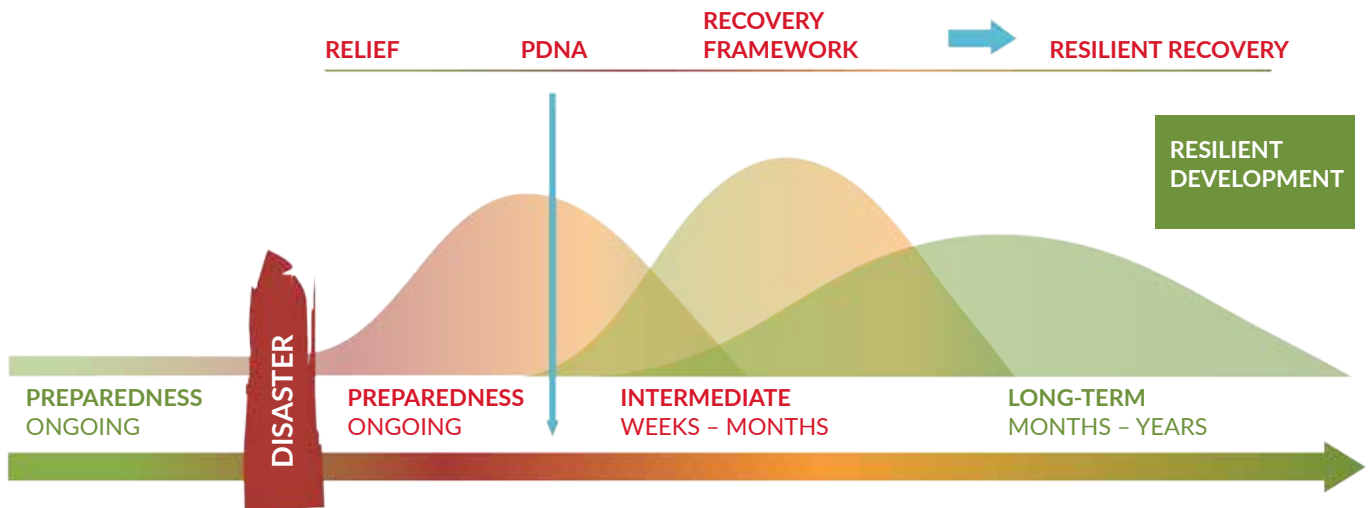 RELIEF
PDNA
RECOVERY
FRAMEWORK
RESILIENT RECOVERY
RESILIENT
DEVELOPMENT
DISASTER
PREPAREDNESS
ONGOING
PREPAREDNESS
ONGOING
INTERMEDIATE
WEEKS – MONTHS
LONG-TERM
MONTHS – YEARS